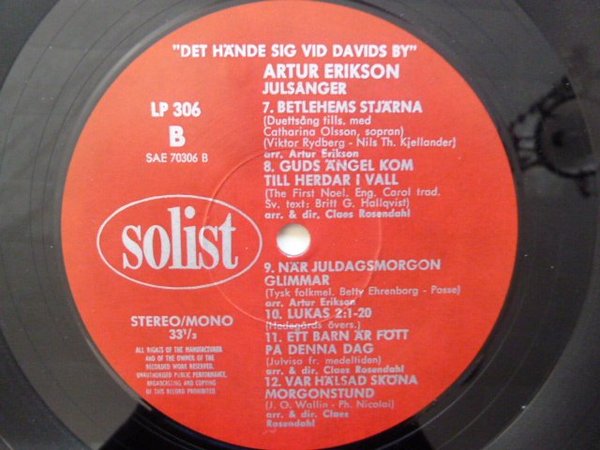 "DET HÄNDE SIG VID DAVIDS BY"
ARTUR ERIKSON
JULSÅNGER
LP 306
B
SAE 70306 B
7. BETLEHEMS STJÄRNA
(Duettsång tills. med
Catharina Olsson, sopran)
(Viktor Rydberg - Nils Th. Kjellander)
arr. Artur Erikson
8. GUDS ÄNGEL KOM
TILL HERDAR I VALL
(The First Noel. Eng. Carol trad.
Sv. text: Britt G. Hallqvist)
arr. & dir. Claes Rosendahl
solist
9. NÄR JULDAGSMORGON
GLIMMAR
(Tysk folkmel. Betty Ehrenborg - Posse)
arr. Artur Erikson
10. LUKAS 2:1-20
(Hedegårds övers.)
11. ETT BARN ÄR FÖTT
PÅ DENNA DAG
(Julvisa fr. medeltiden)
arr. & dir. Claes Rosendahl
12. VAR HÄLSAD SKÖNA
MORGONSTUND
(J. O. Wallin - Ph. Nicolai)
arr. & dir. Claes
Rosendahl
STEREO/MONO
33 1/3
ALL RIGHTS OF THE MANUFACTURER
AND OF THE OWNER OF THE
RECORDED WORK RESERVED.
UNAUTHORISED PUBLIC PERFORMANCE,
BROADCASTING AND COPYING
OF THIS RECORD PROHIBITED.